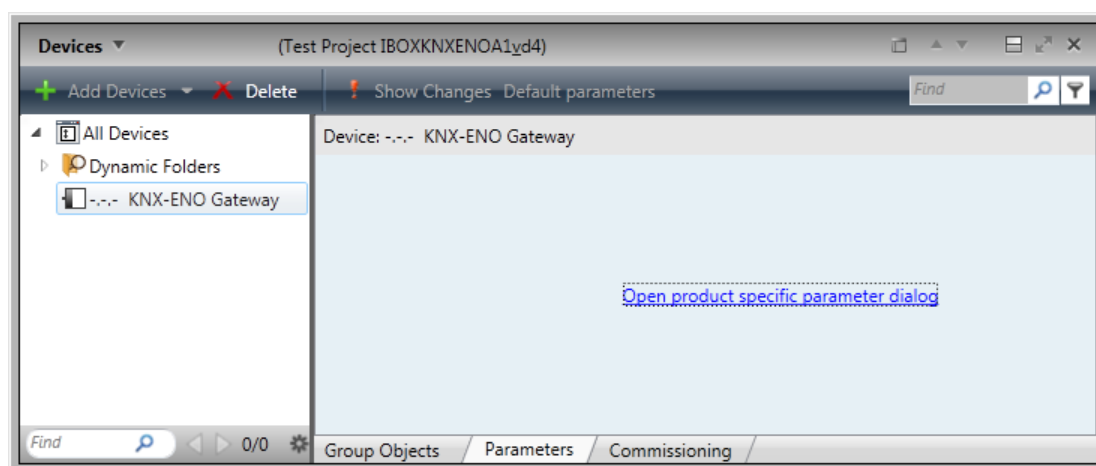 Devices (Test Project IBOXKNXENOA1vd4)
Add Devices Delete Show Changes Default parameters Find
All Devices
Dynamic Folders
-.-.- KNX-ENO Gateway
Device: -.-.- KNX-ENO Gateway
Open product specific parameter dialog
Find 0/0
Group Objects Parameters Commissioning